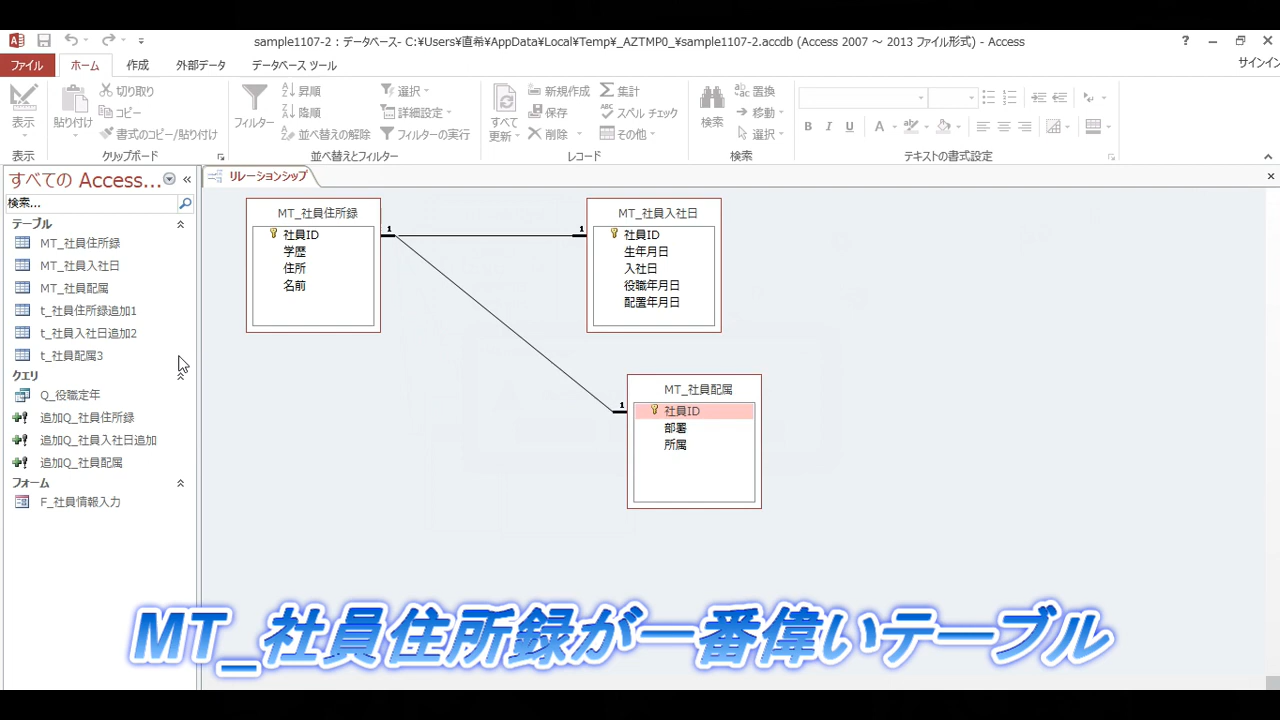 sample1107-2 : データベース- C:¥Users¥直希¥AppData¥Local¥Temp¥_AZTMP0_¥sample1107-2.accdb (Access 2007 ～ 2013 ファイル形式) - Access
サインイン
ファイル ホーム 作成 外部データ データベース ツール
表示
表示
貼り付け
切り取り
コピー
書式のコピー/貼り付け
クリップボード
フィルター
昇順
降順
並べ替えの解除
選択
詳細設定
フィルターの実行
並べ替えとフィルター
すべて
更新
新規作成
保存
削除
集計
スペル チェック
その他
レコード
検索
置換
移動
選択
検索
B I U A
テキストの書式設定
すべての Access...
検索...
テーブル
MT_社員住所録
MT_社員入社日
MT_社員配属
t_社員住所録追加1
t_社員入社日追加2
t_社員配属3
クエリ
Q_役職定年
追加Q_社員住所録
追加Q_社員入社日追加
追加Q_社員配属
フォーム
F_社員情報入力
リレーションシップ
MT_社員住所録
社員ID
学歴
住所
名前
1
1
MT_社員入社日
社員ID
生年月日
入社日
役職年月日
配置年月日
1
MT_社員配属
社員ID
部署
所属
MT_社員住所録が一番偉いテーブル